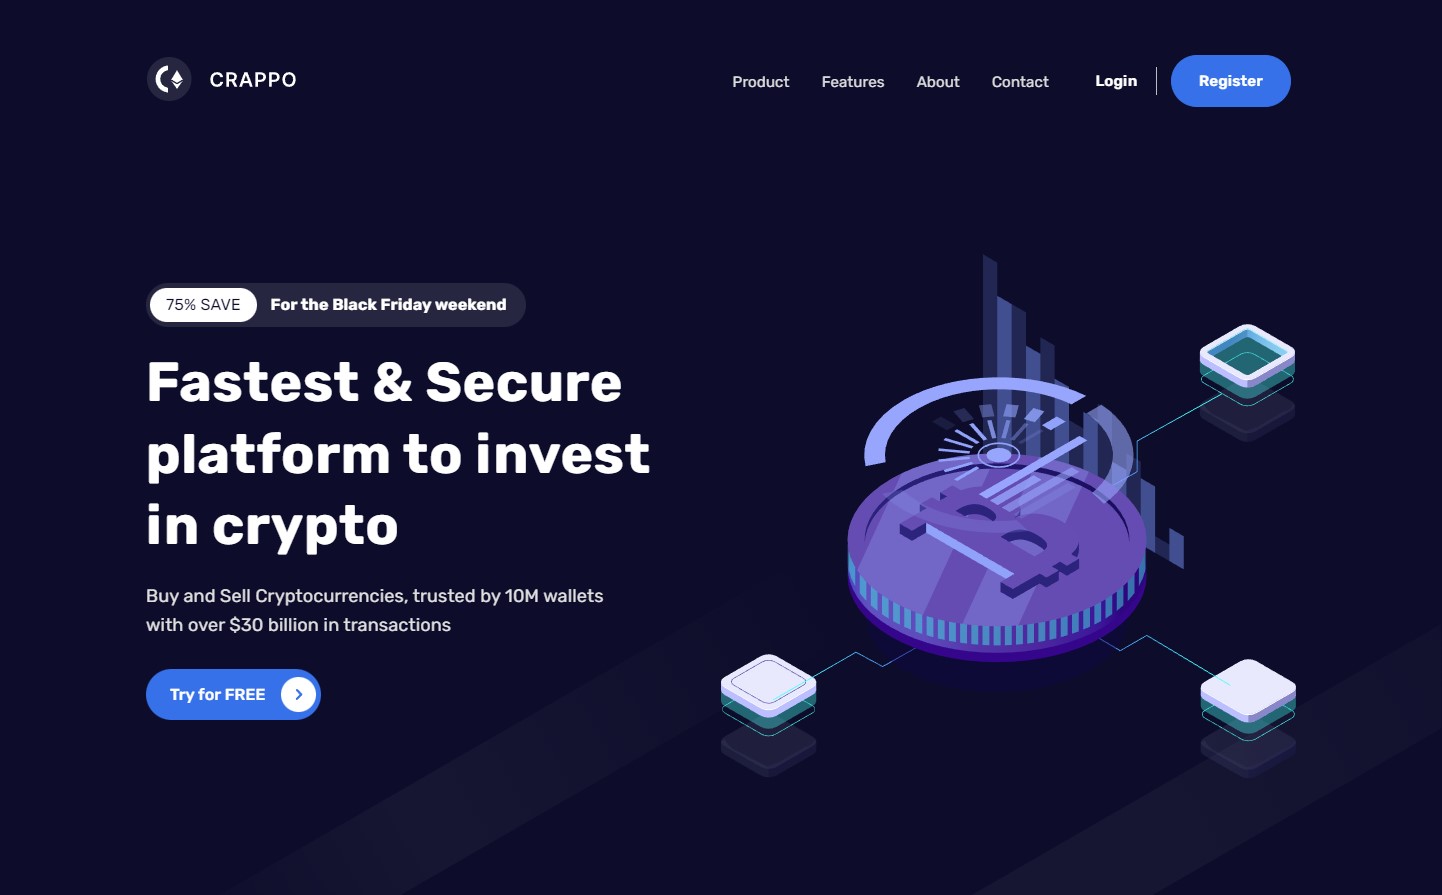 CRAPPO
Product Features About Contact Login Register
75% SAVE For the Black Friday weekend
Fastest & Secure
platform to invest
in crypto
Buy and Sell Cryptocurrencies, trusted by 10M wallets
with over $30 billion in transactions
Try for FREE